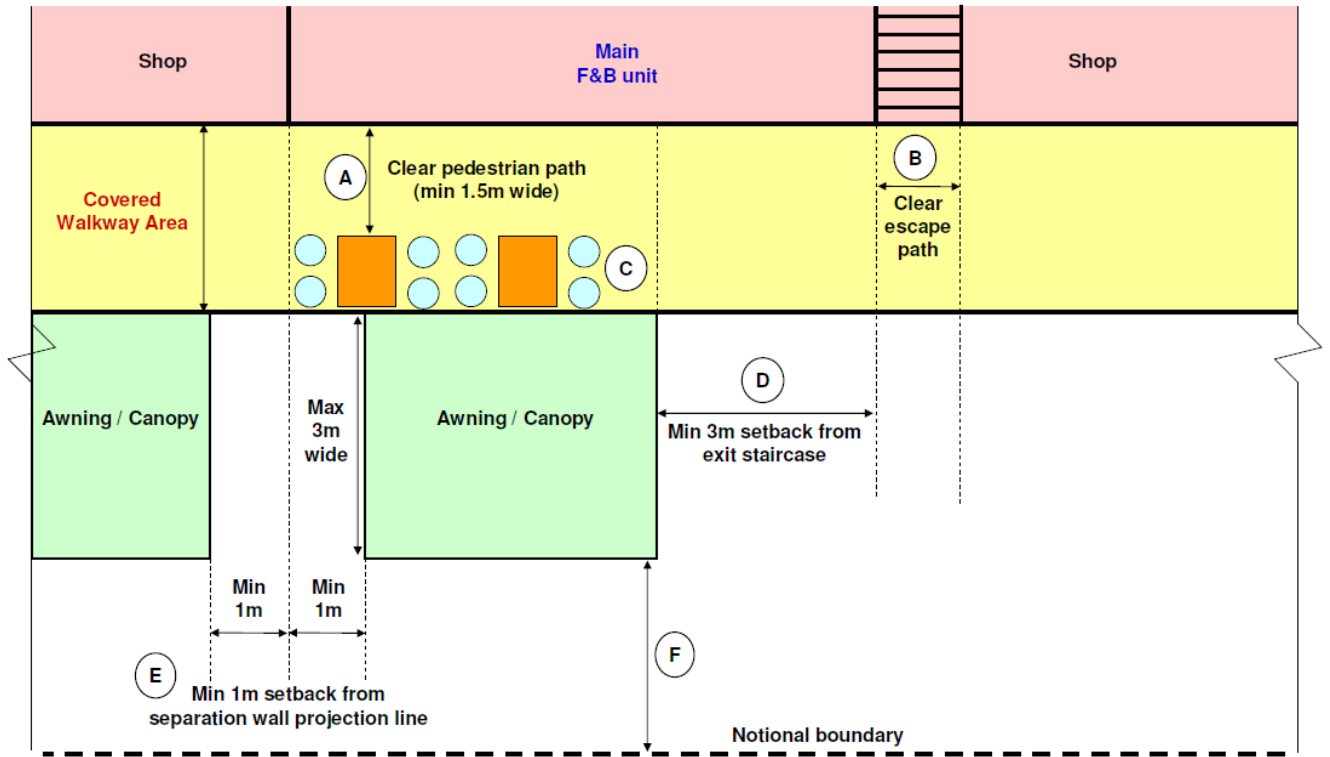 Shop
Main
F&B unit
Shop
A
Clear pedestrian path
(min 1.5m wide)
B
Clear
escape
path
Covered
Walkway Area
C
Awning / Canopy
Max
3m
wide
Awning / Canopy
D
Min 3m setback from
exit staircase
Min
1m
Min
1m
E
Min 1m setback from
separation wall projection line
F
Notional boundary